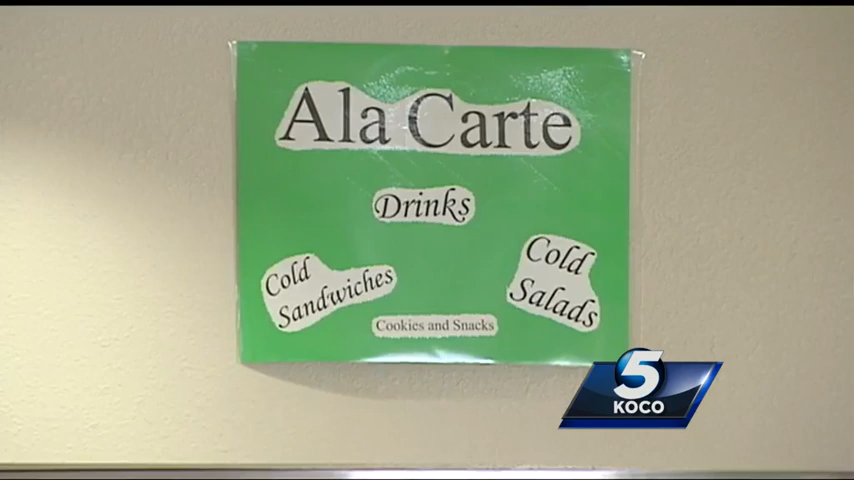 Ala Carte
Drinks
Cold
Sandwiches
Cold
Salads
Cookies and Snacks
5
KOCO